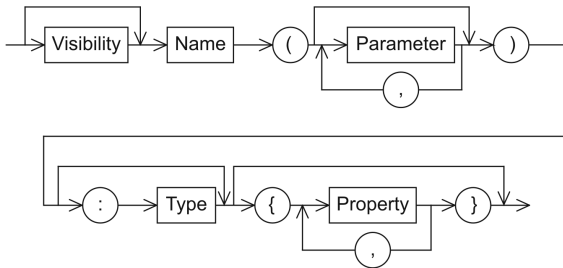 Visibility Name ( Parameter )
,
: Type { Property }
,